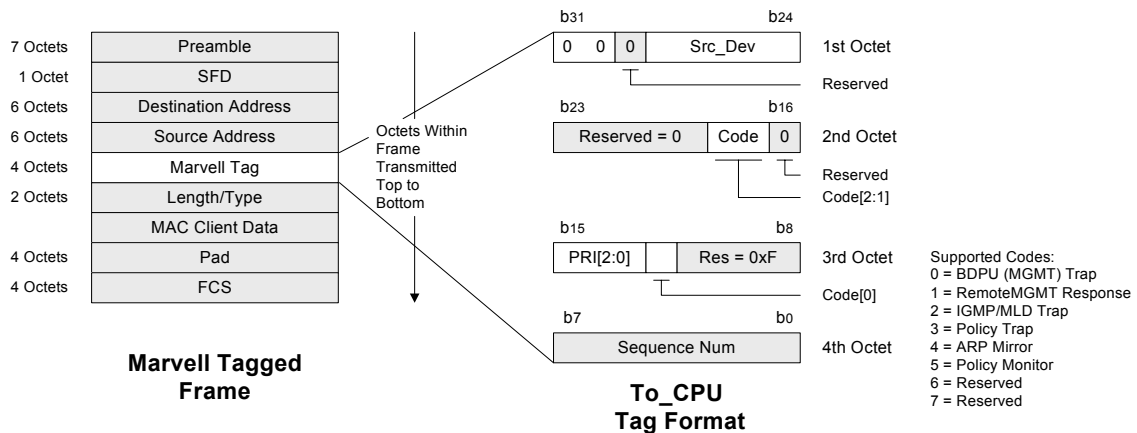 7 Octets
Preamble
1 Octet
SFD
6 Octets
Destination Address
6 Octets
Source Address
4 Octets
Marvell Tag
2 Octets
Length/Type
MAC Client Data
4 Octets
Pad
4 Octets
FCS
Octets Within
Frame
Transmitted
Top to
Bottom
Marvell Tagged
Frame
b31 b24
0 0 0 Src_Dev
1st Octet
Reserved
b23 b16
Reserved = 0 Code 0
2nd Octet
Reserved
Code[2:1]
b15 b8
PRI[2:0] Res = 0xF
3rd Octet
Code[0]
b7 b0
Sequence Num
4th Octet
To_CPU
Tag Format
Supported Codes:
0 = BDPU (MGMT) Trap
1 = RemoteMGMT Response
2 = IGMP/MLD Trap
3 = Policy Trap
4 = ARP Mirror
5 = Policy Monitor
6 = Reserved
7 = Reserved